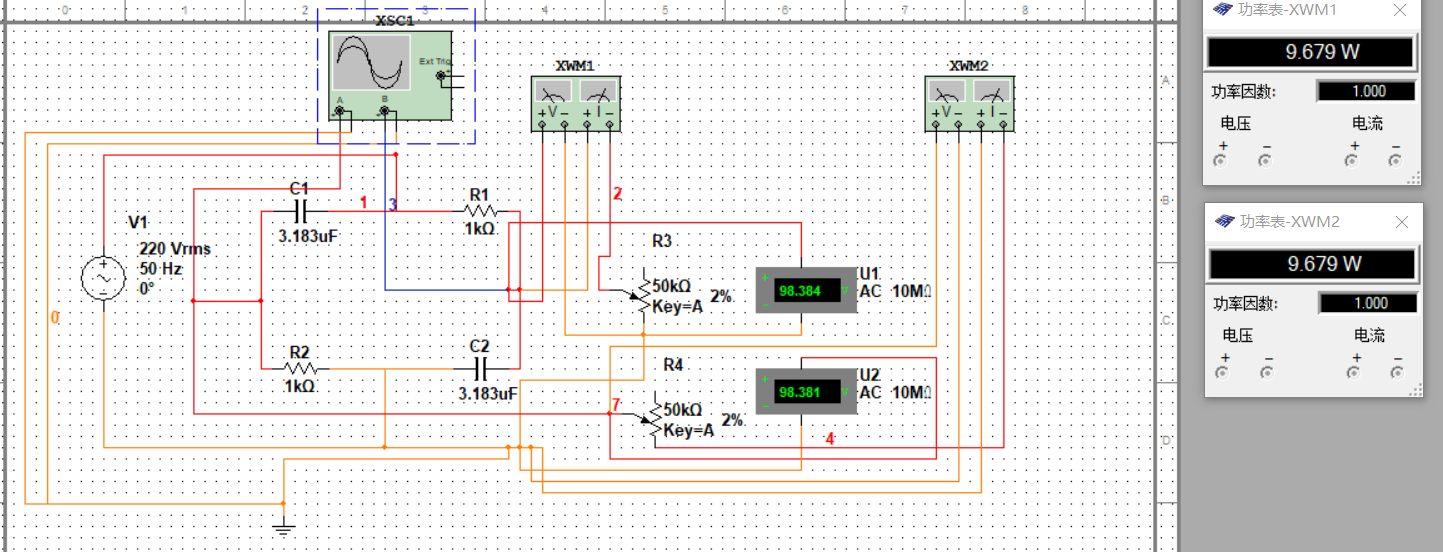 0 2 3 5 6 7 8
XSC1
Ext Trig
A B
XWM1
V I
XWM2
V I
A
B
C
D
V1
220 Vrms
50 Hz
0°
0
C1
3.183uF
1
3
R1
1kΩ
2
R3
50kΩ
Key=A
2%
98.384
U1
AC 10MΩ
R2
1kΩ
C2
3.183uF
R4
50kΩ
Key=A
2%
7
98.381
U2
AC 10MΩ
4
功率表-XWM1
9.679 W
功率因数: 1.000
电压 电流
+ − + −
功率表-XWM2
9.679 W
功率因数: 1.000
电压 电流
+ − + −